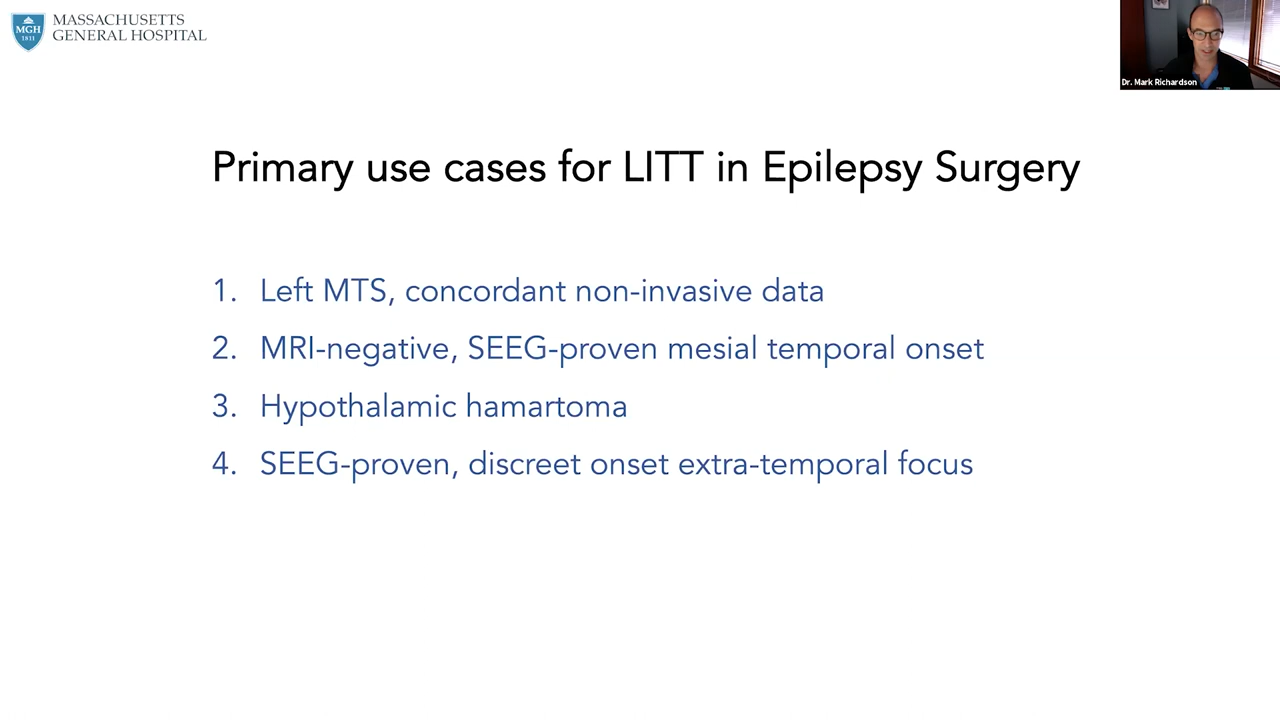 MASSACHUSETTS
GENERAL HOSPITAL
MGH
1811
Dr. Mark Richardson
Primary use cases for LITT in Epilepsy Surgery
1. Left MTS, concordant non-invasive data
2. MRI-negative, SEEG-proven mesial temporal onset
3. Hypothalamic hamartoma
4. SEEG-proven, discreet onset extra-temporal focus